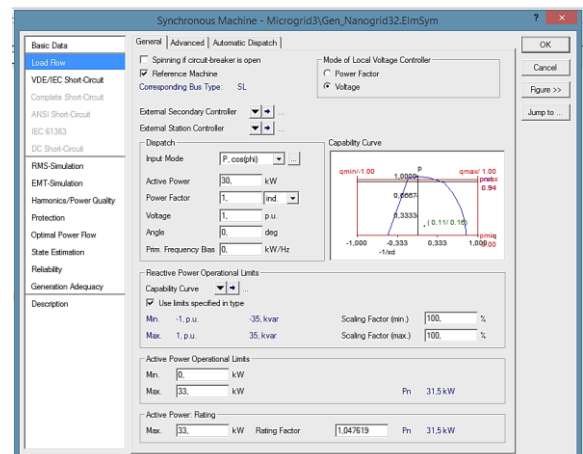 Synchronous Machine - Microgrid3\Gen_Nanogrid32.ElmSym ? ×
Basic Data
Load Flow
VDE/IEC Short-Circuit
Complete Short-Circuit
ANSI Short-Circuit
IEC 61363
DC Short-Circuit
RMS-Simulation
EMT-Simulation
Harmonics/Power Quality
Protection
Optimal Power Flow
State Estimation
Reliability
Generation Adequacy
Description
General Advanced Automatic Dispatch
Spinning if circuit-breaker is open
Reference Machine
Corresponding Bus Type: SL
Mode of Local Voltage Controller
Power Factor
Voltage
External Secondary Controller ...
External Station Controller ...
Dispatch
Input Mode P, cos(phi) ...
Active Power 30, kW
Power Factor 1, ind.
Voltage 1, p.u.
Angle 0, deg
Prim. Frequency Bias 0, kW/Hz
Capability Curve
qmin/-1.00 p qmax/ 1.00
1,0000 pmax
0.94
0,6667
0,3333
( 0.11/ 0.16)
-1,000 -0,333 0,333 1,000
-1/xd
Reactive Power Operational Limits
Capability Curve ...
Use limits specified in type
Min. -1, p.u. -35, kvar Scaling Factor (min.) 100, %
Max. 1, p.u. 35, kvar Scaling Factor (max.) 100, %
Active Power Operational Limits
Min. 0, kW
Max. 33, kW Pn 31,5 kW
Active Power: Rating
Max. 33, kW Rating Factor 1,047619 Pn 31,5 kW
OK
Cancel
Figure >>
Jump to ...